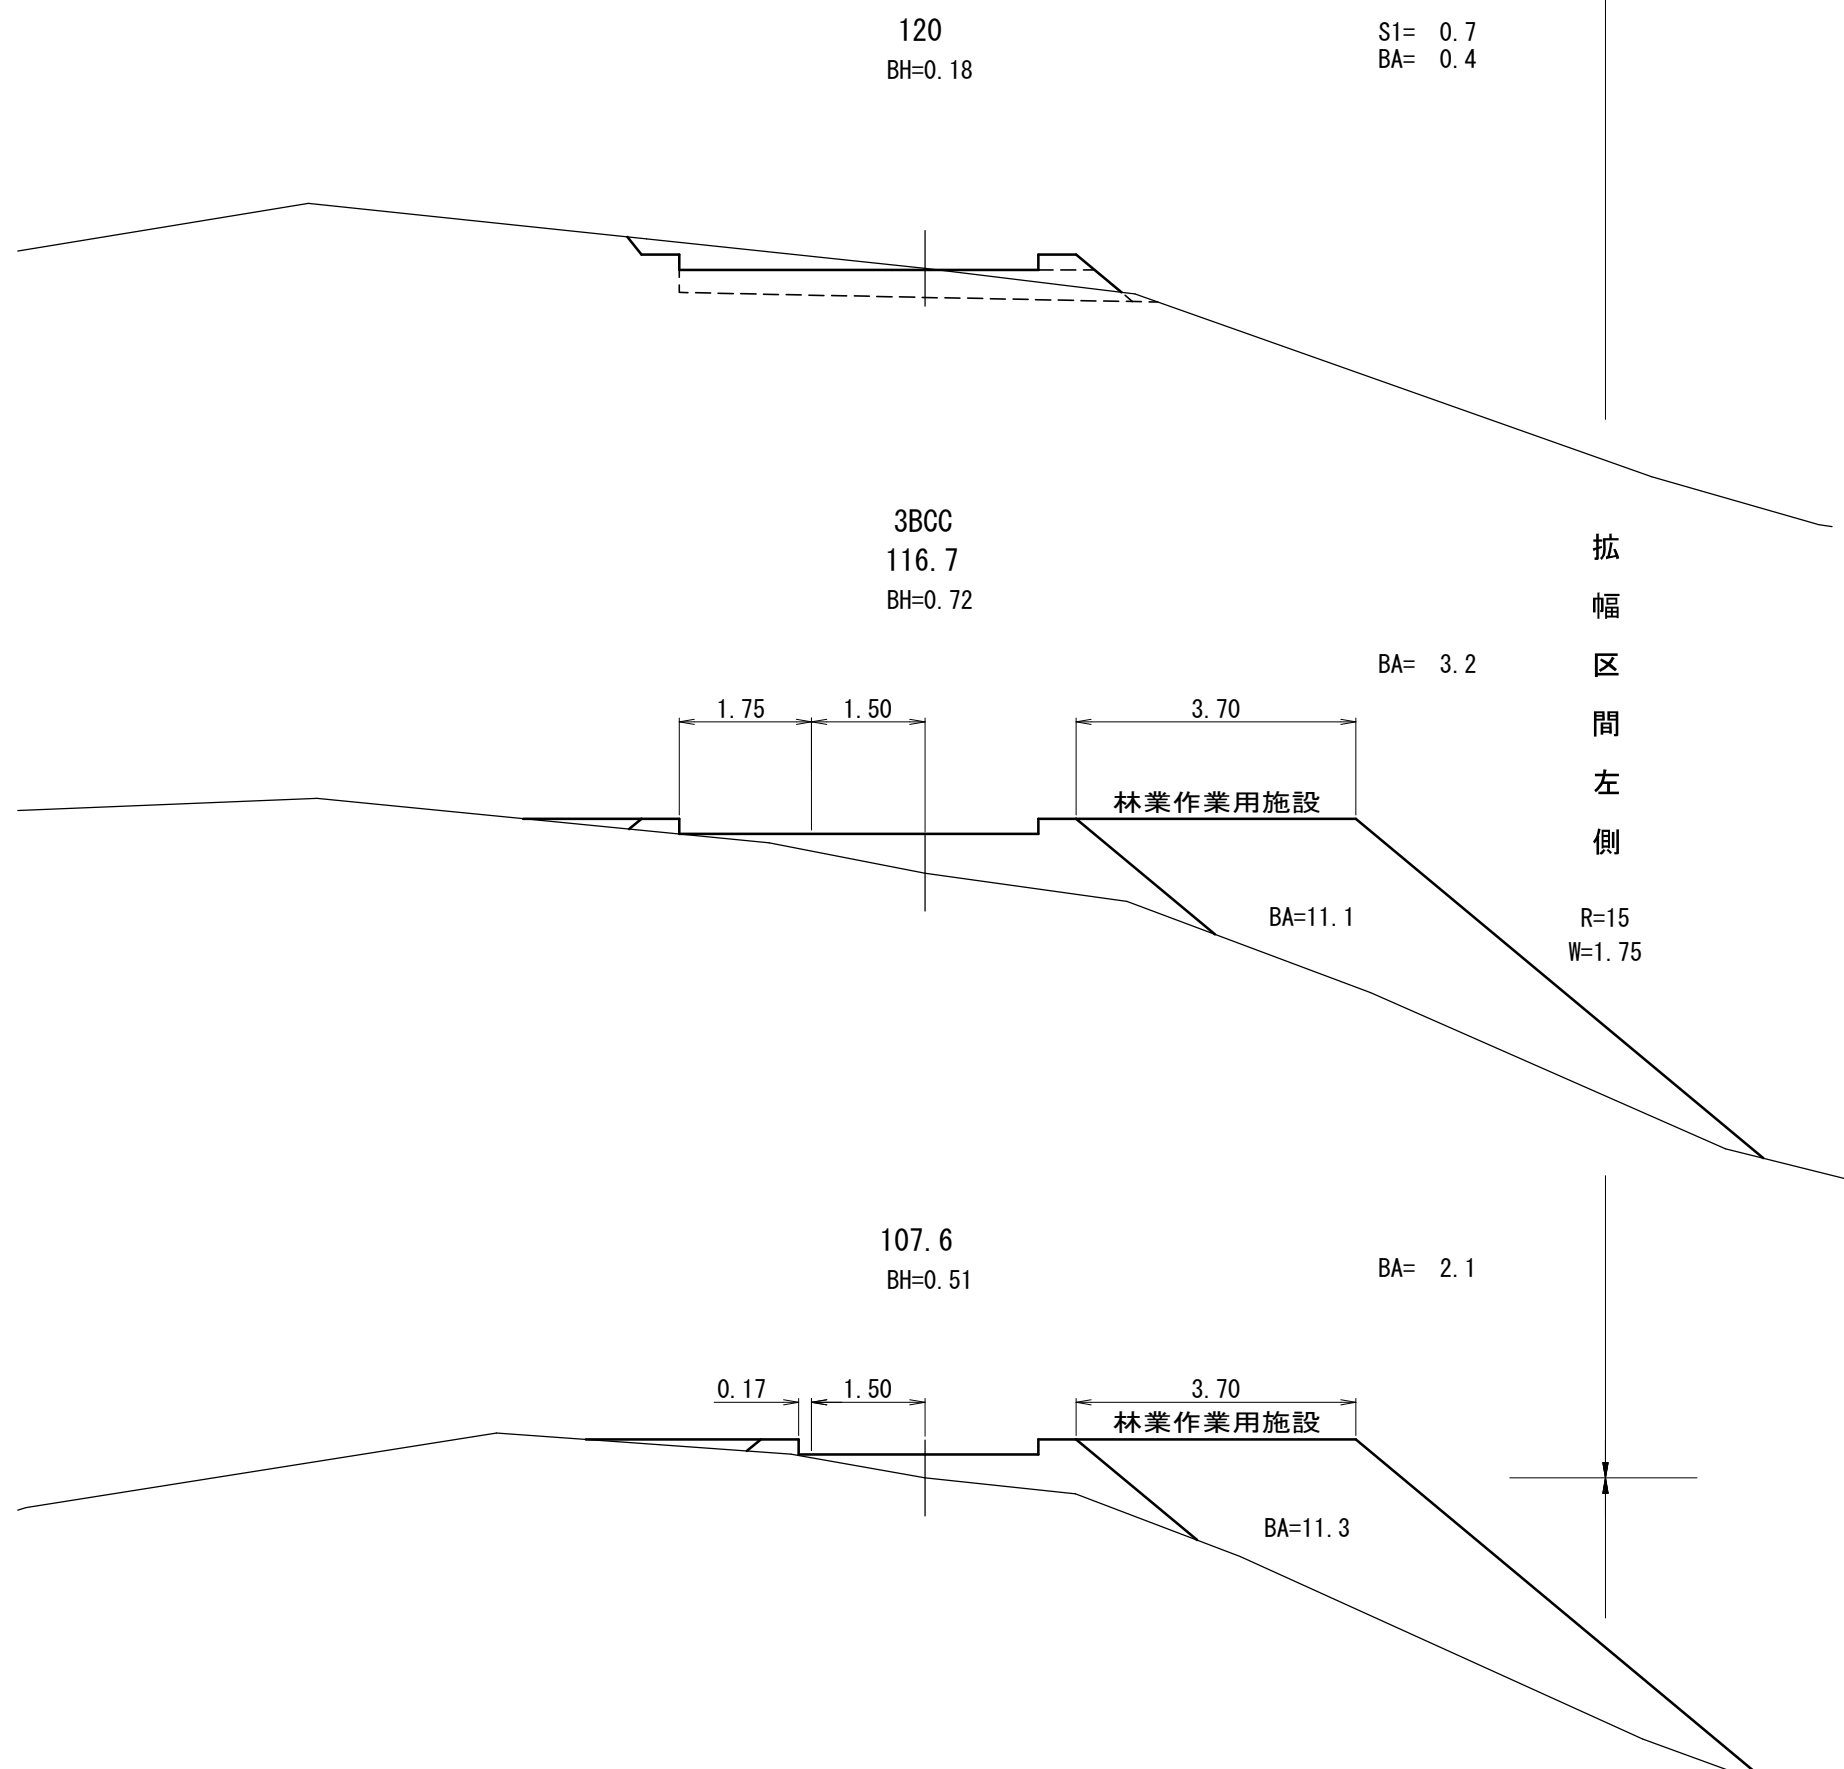 120
BH=0.18
S1= 0.7
BA= 0.4
3BCC
116.7
BH=0.72
BA= 3.2
1.75
1.50
3.70
林業作業用施設
BA=11.1
拡幅区間左側
R=15
W=1.75
107.6
BH=0.51
BA= 2.1
0.17
1.50
3.70
林業作業用施設
BA=11.3